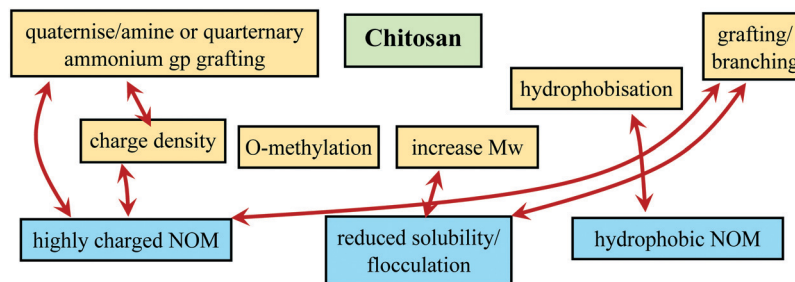 quaternise/amine or quarternary
ammonium gp grafting
Chitosan
grafting/
branching
hydrophobisation
charge density
O-methylation
increase Mw
highly charged NOM
reduced solubility/
flocculation
hydrophobic NOM